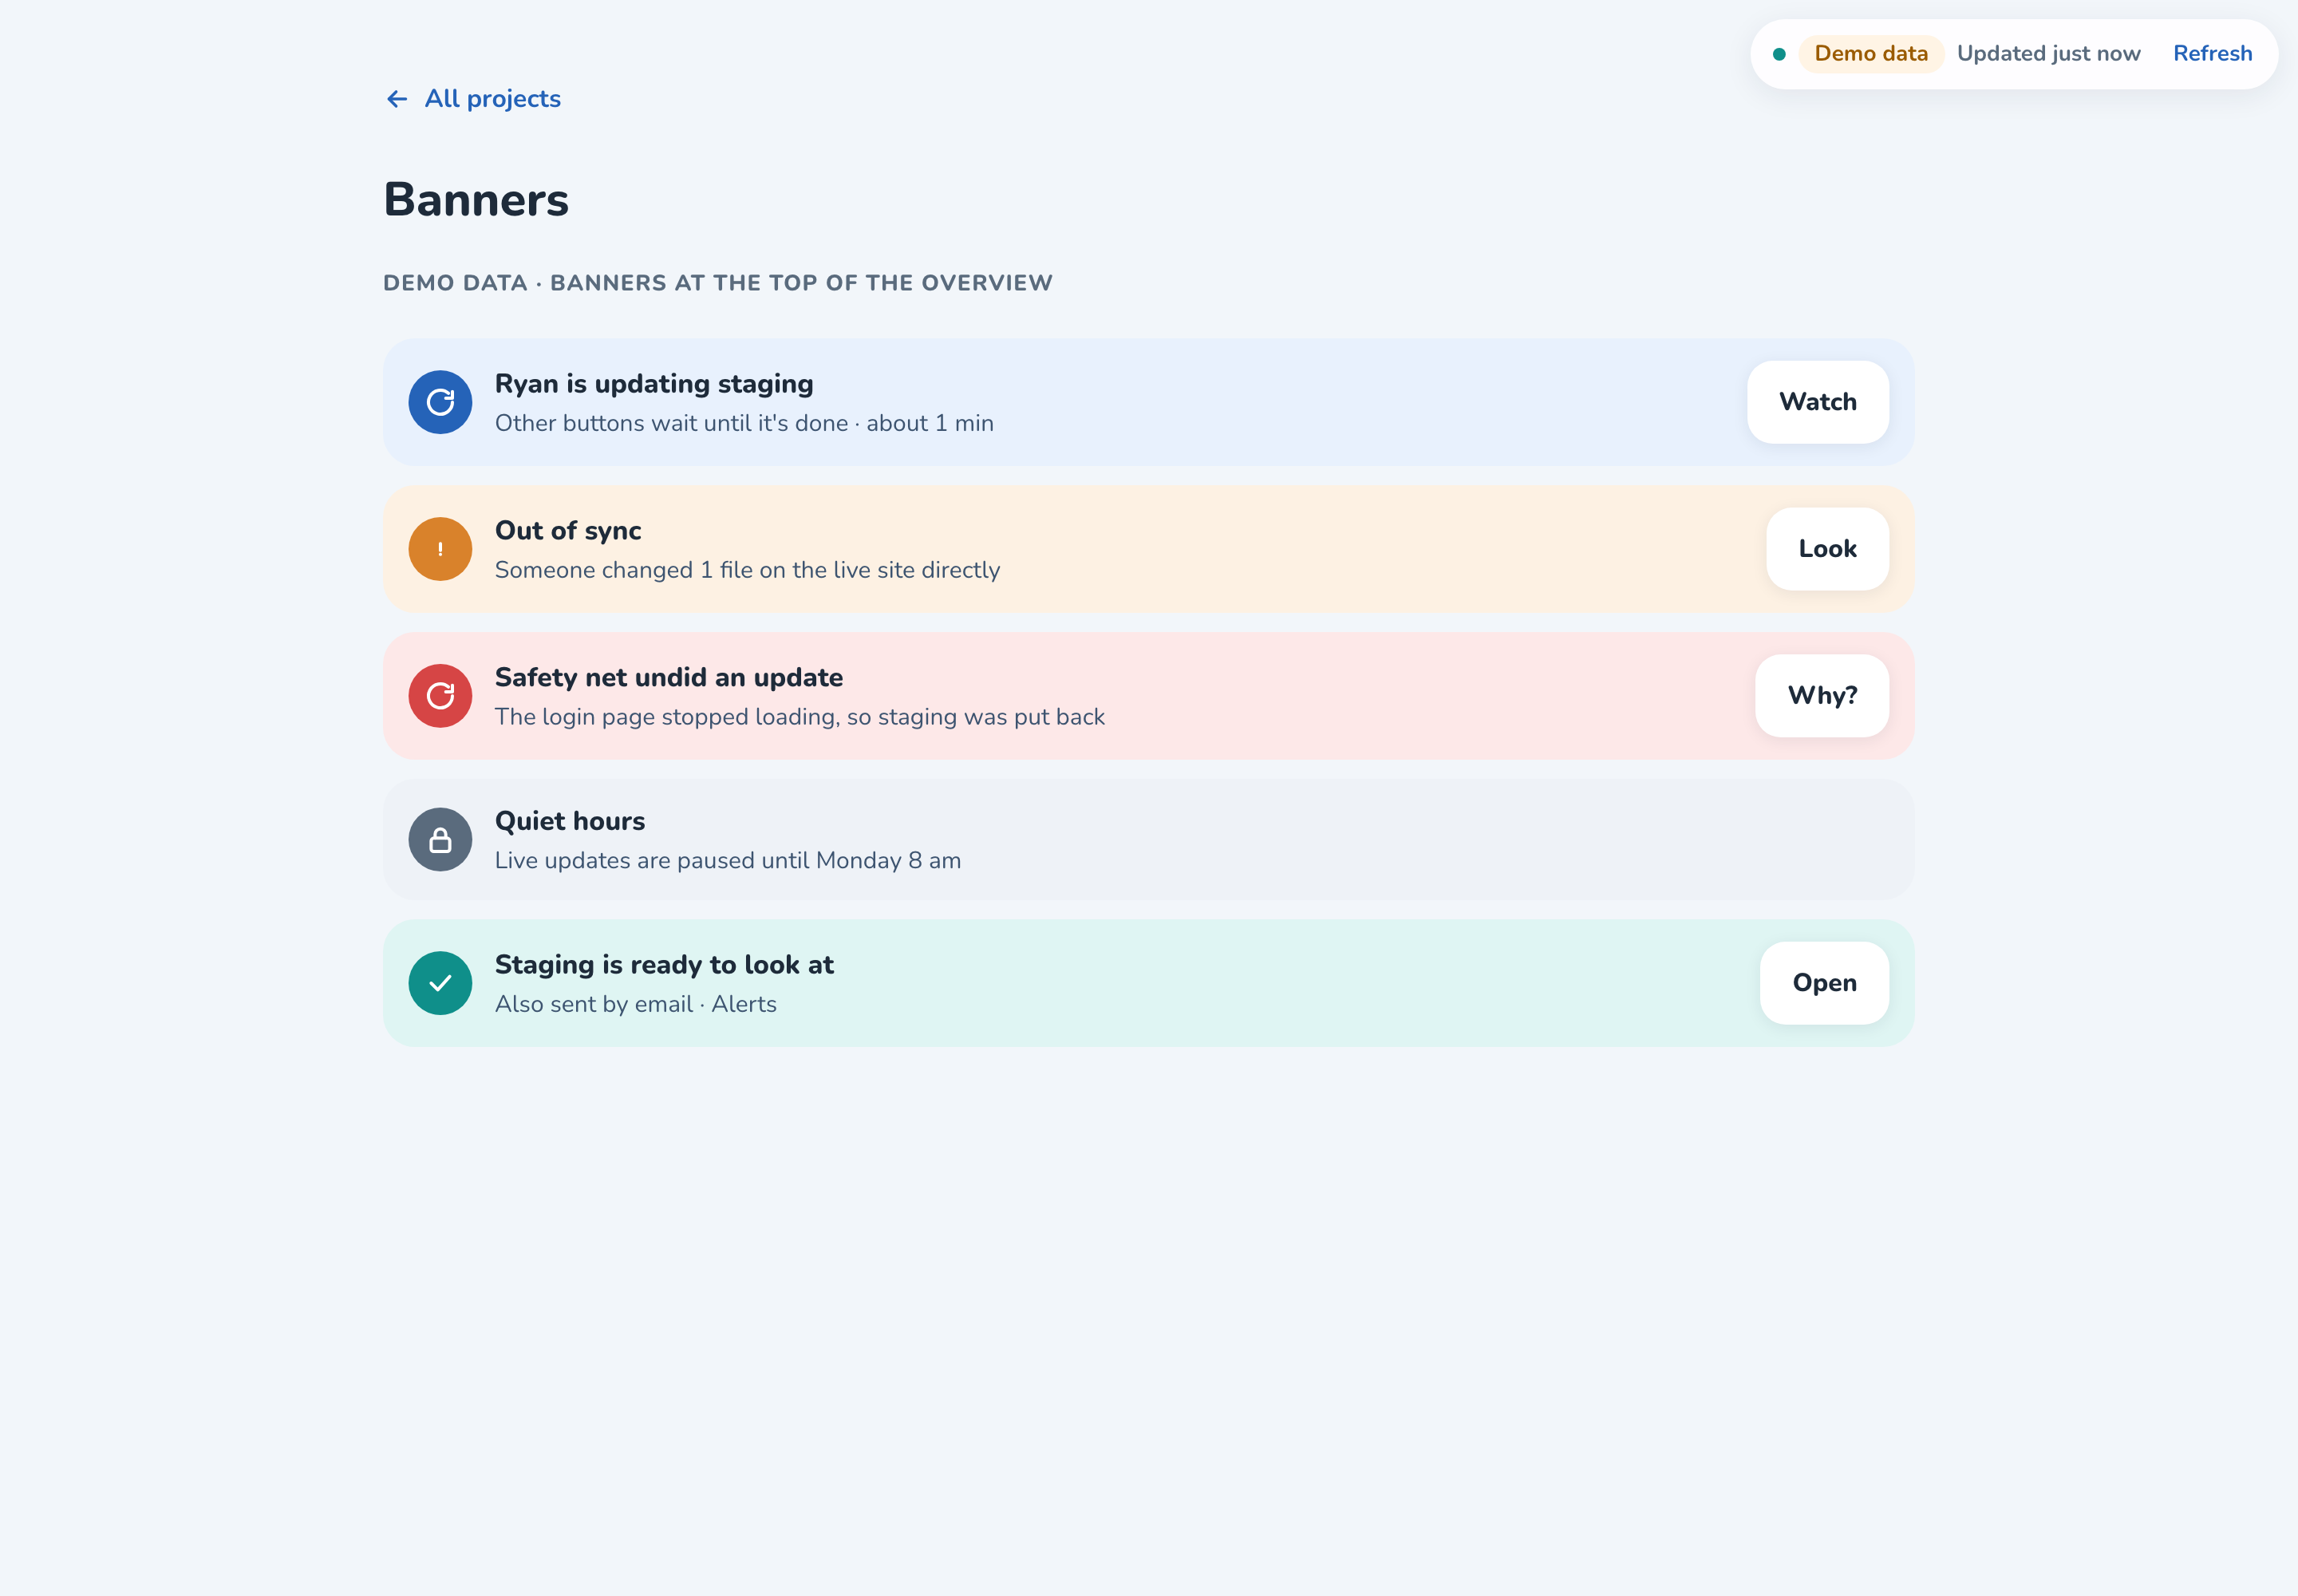 Demo data Updated just now Refresh
All projects
Banners
DEMO DATA · BANNERS AT THE TOP OF THE OVERVIEW
Ryan is updating staging
Other buttons wait until it's done · about 1 min
Watch
Out of sync
Someone changed 1 file on the live site directly
Look
Safety net undid an update
The login page stopped loading, so staging was put back
Why?
Quiet hours
Live updates are paused until Monday 8 am
Staging is ready to look at
Also sent by email · Alerts
Open